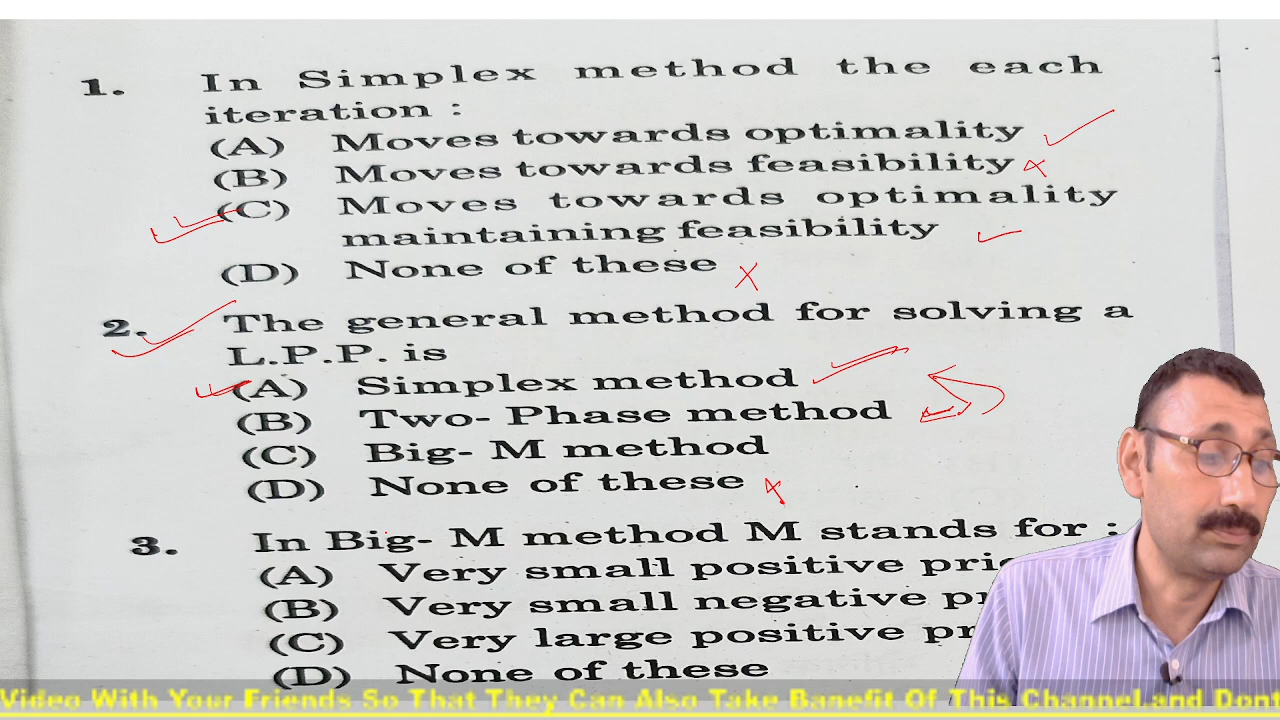 1. In Simplex method the each
iteration :
(A) Moves towards optimality
(B) Moves towards feasibility
(C) Moves towards optimality
maintaining feasibility
(D) None of these
2. The general method for solving a
L.P.P. is
(A) Simplex method
(B) Two- Phase method
(C) Big- M method
(D) None of these
3. In Big- M method M stands for :
(A) Very small positive
(B) Very small negative
(C) Very large positive
(D) None of these
Video With Your Friends So That They Can Also Take Banefit Of This Channel.and Dont